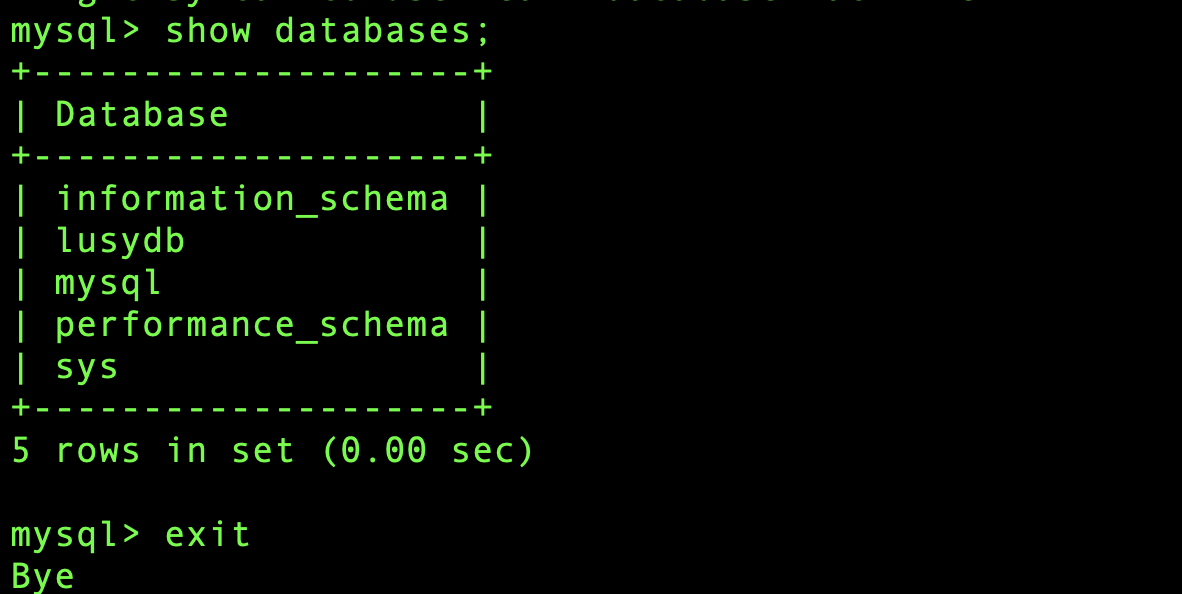 mysql> show databases;
+--------------------+
| Database           |
+--------------------+
| information_schema |
| lusydb             |
| mysql              |
| performance_schema |
| sys                |
+--------------------+
5 rows in set (0.00 sec)
mysql> exit
Bye